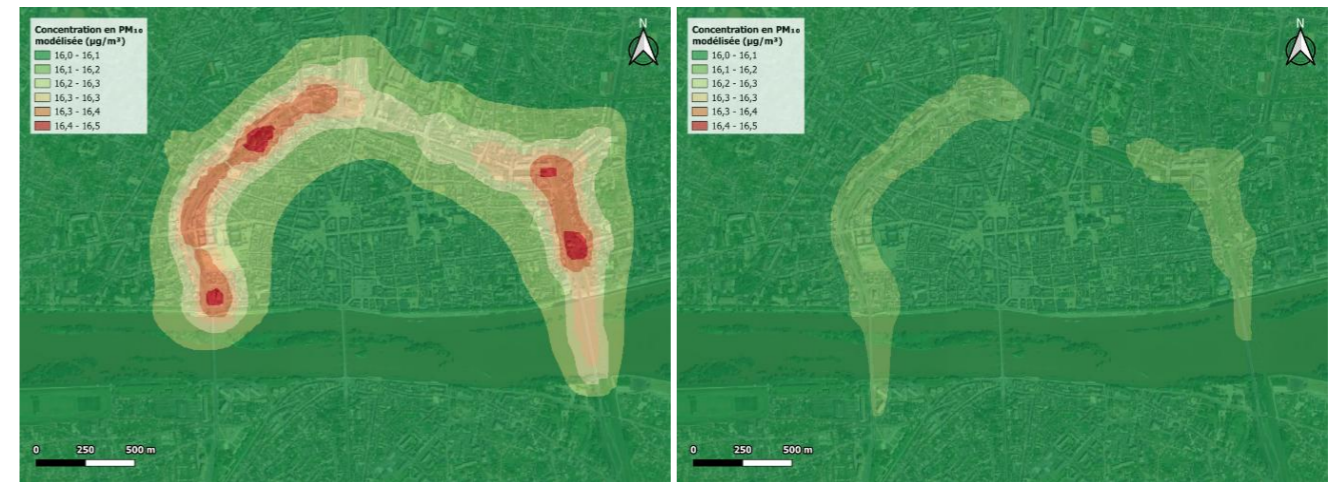 Concentration en PM₁₀
modélisée (µg/m³)
16,0 - 16,1
16,1 - 16,2
16,2 - 16,3
16,3 - 16,3
16,3 - 16,4
16,4 - 16,5
N
0 250 500 m
Concentration en PM₁₀
modélisée (µg/m³)
16,0 - 16,1
16,1 - 16,2
16,2 - 16,3
16,3 - 16,3
16,3 - 16,4
16,4 - 16,5
N
0 250 500 m